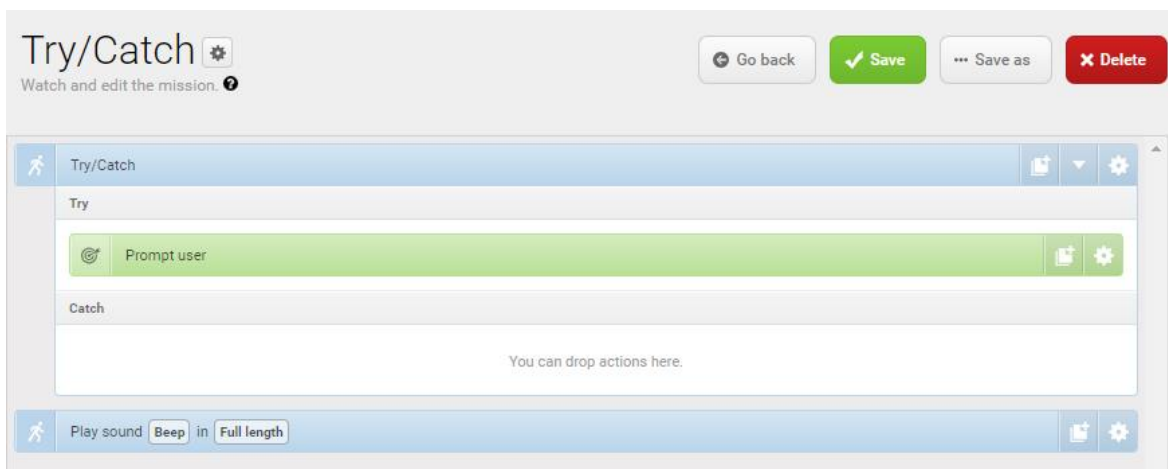 Try/Catch
Watch and edit the mission.
Go back
Save
Save as
Delete
Try/Catch
Try
Prompt user
Catch
You can drop actions here.
Play sound Beep in Full length